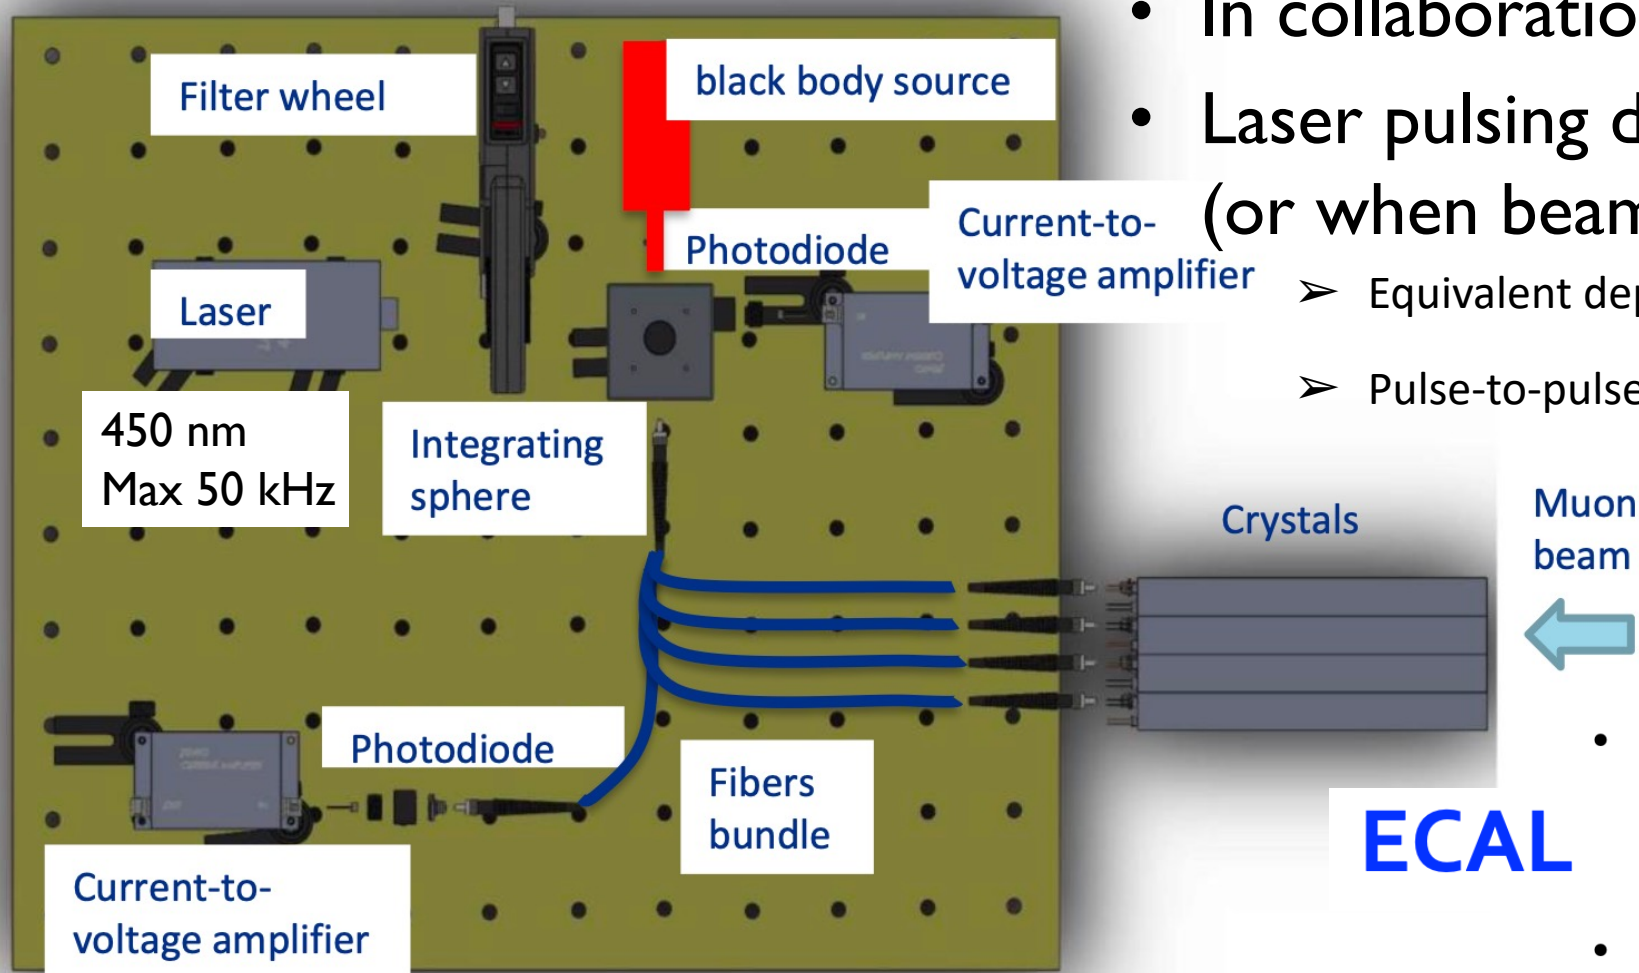 Filter wheel
black body source
Photodiode
Current-to-
voltage amplifier
Laser
450 nm
Max 50 kHz
Integrating
sphere
Photodiode
Fibers
bundle
Current-to-
voltage amplifier
Crystals
Muon
beam
ECAL
• In collaboratio
• Laser pulsing d
(or when beam
➢ Equivalent dep
➢ Pulse-to-pulse
•
•